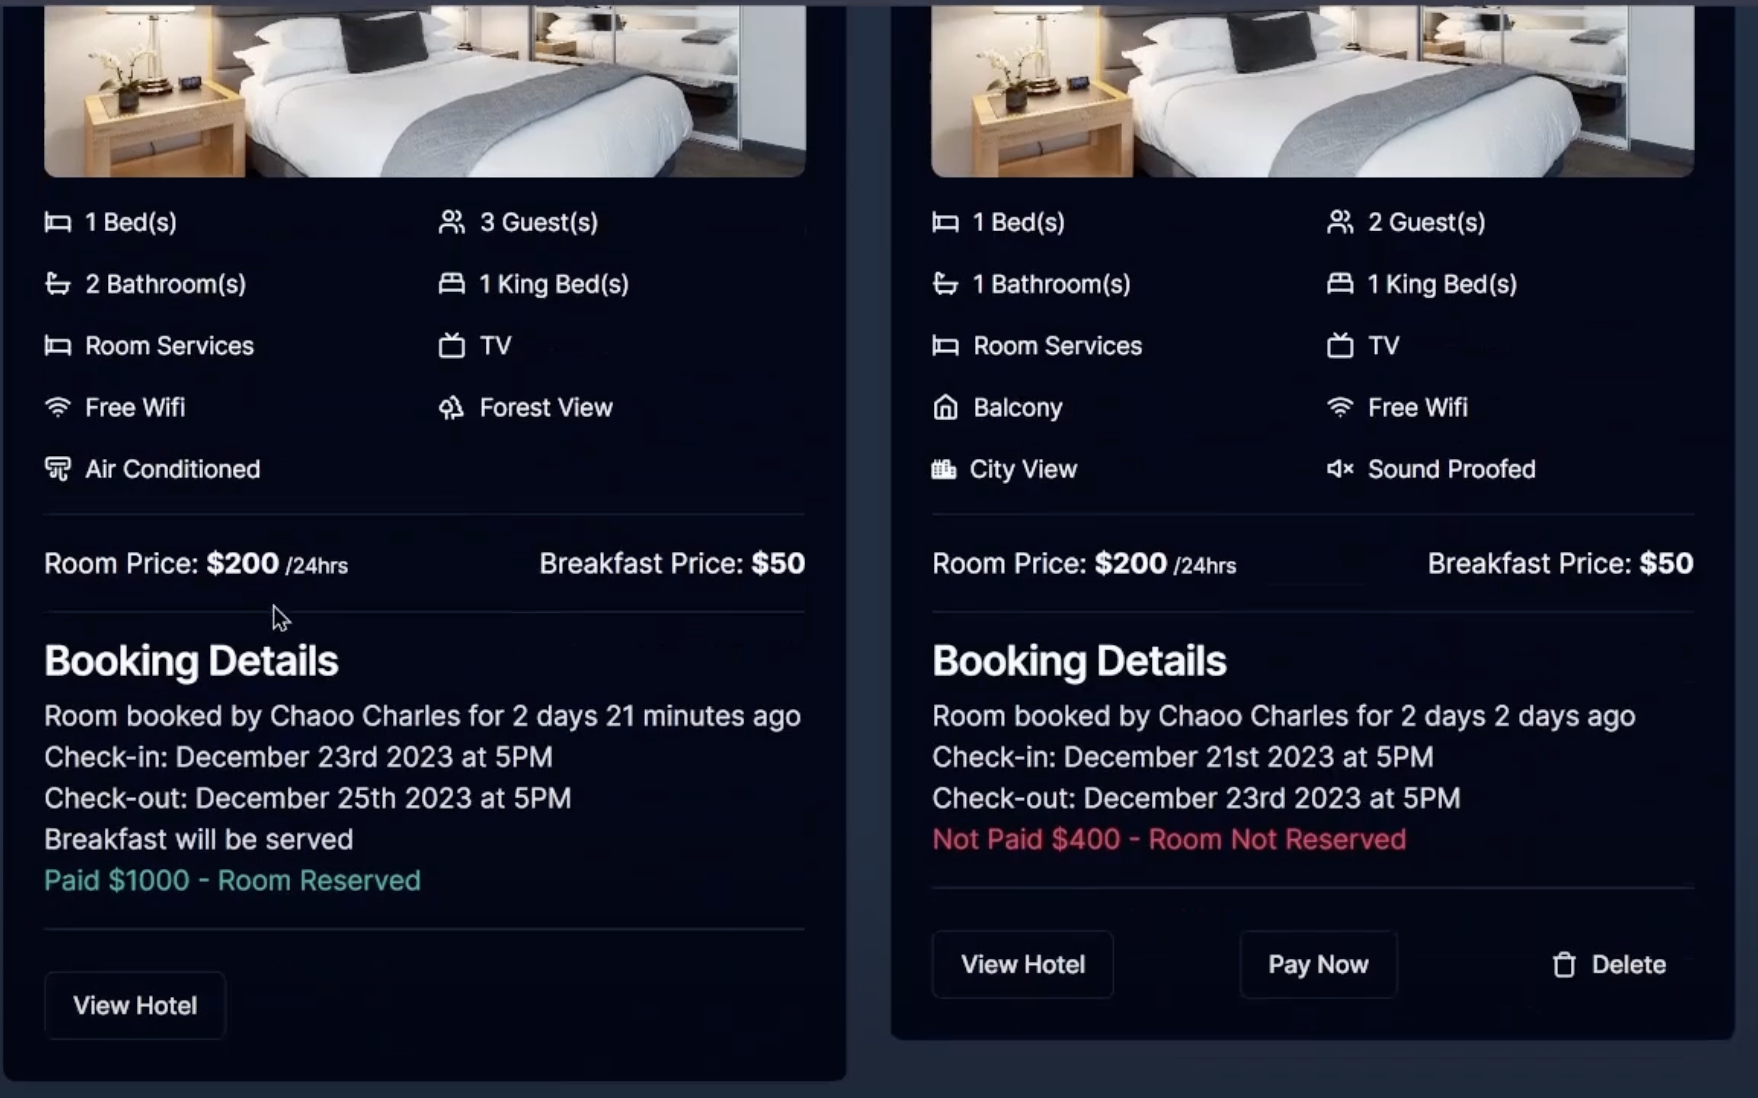 1 Bed(s)
3 Guest(s)
2 Bathroom(s)
1 King Bed(s)
Room Services
TV
Free Wifi
Forest View
Air Conditioned
Room Price: $200 /24hrs
Breakfast Price: $50
Booking Details
Room booked by Chaoo Charles for 2 days 21 minutes ago
Check-in: December 23rd 2023 at 5PM
Check-out: December 25th 2023 at 5PM
Breakfast will be served
Paid $1000 - Room Reserved
View Hotel
1 Bed(s)
2 Guest(s)
1 Bathroom(s)
1 King Bed(s)
Room Services
TV
Balcony
Free Wifi
City View
Sound Proofed
Room Price: $200 /24hrs
Breakfast Price: $50
Booking Details
Room booked by Chaoo Charles for 2 days 2 days ago
Check-in: December 21st 2023 at 5PM
Check-out: December 23rd 2023 at 5PM
Not Paid $400 - Room Not Reserved
View Hotel
Pay Now
Delete